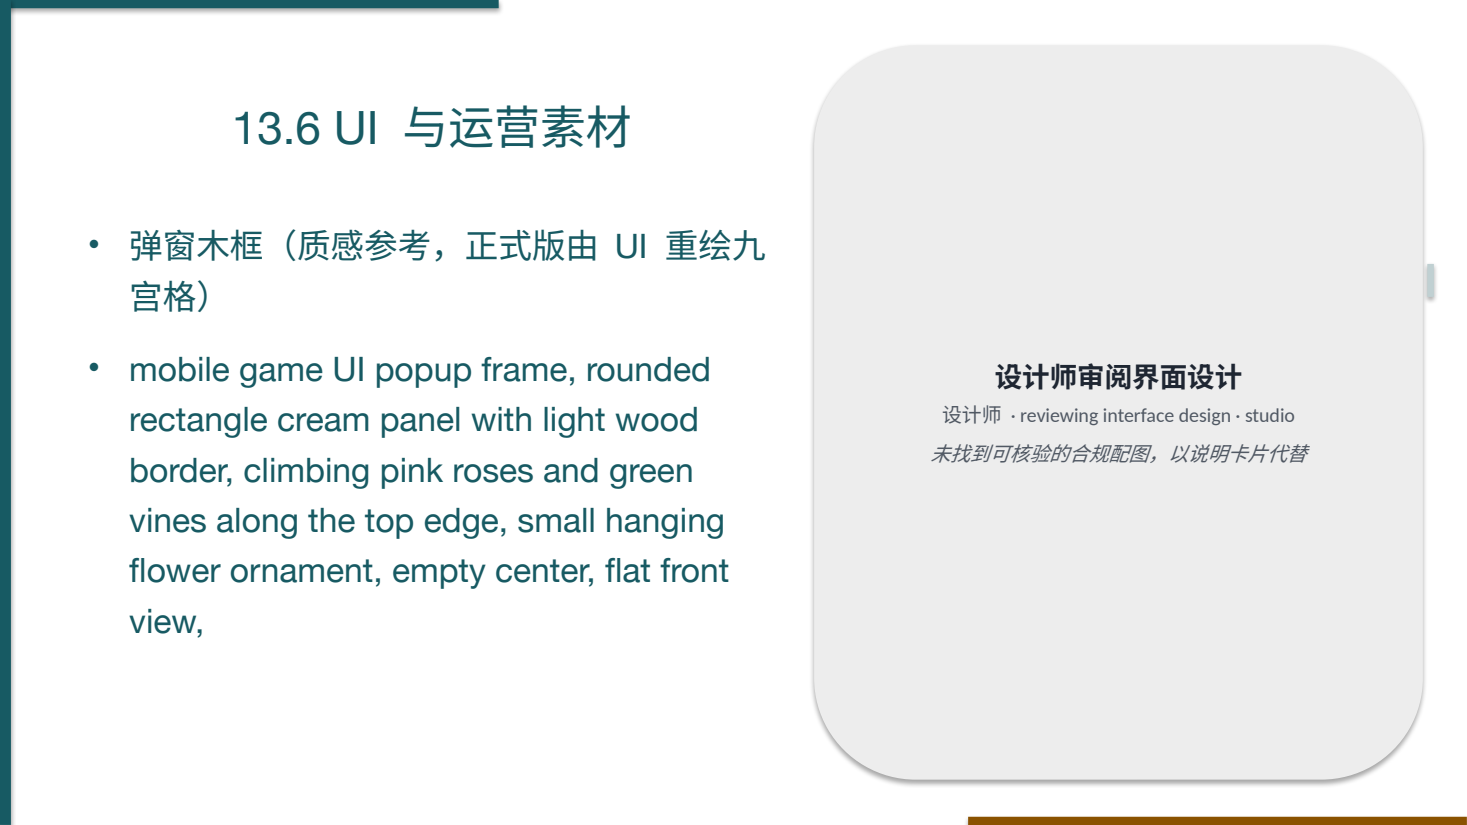 13.6 UI 与运营素材
• 弹窗木框（质感参考，正式版由 UI 重绘九
宫格）
• mobile game UI popup frame, rounded
rectangle cream panel with light wood
border, climbing pink roses and green
vines along the top edge, small hanging
flower ornament, empty center, flat front
view,
设计师审阅界面设计
设计师 · reviewing interface design · studio
未找到可核验的合规配图，以说明卡片代替